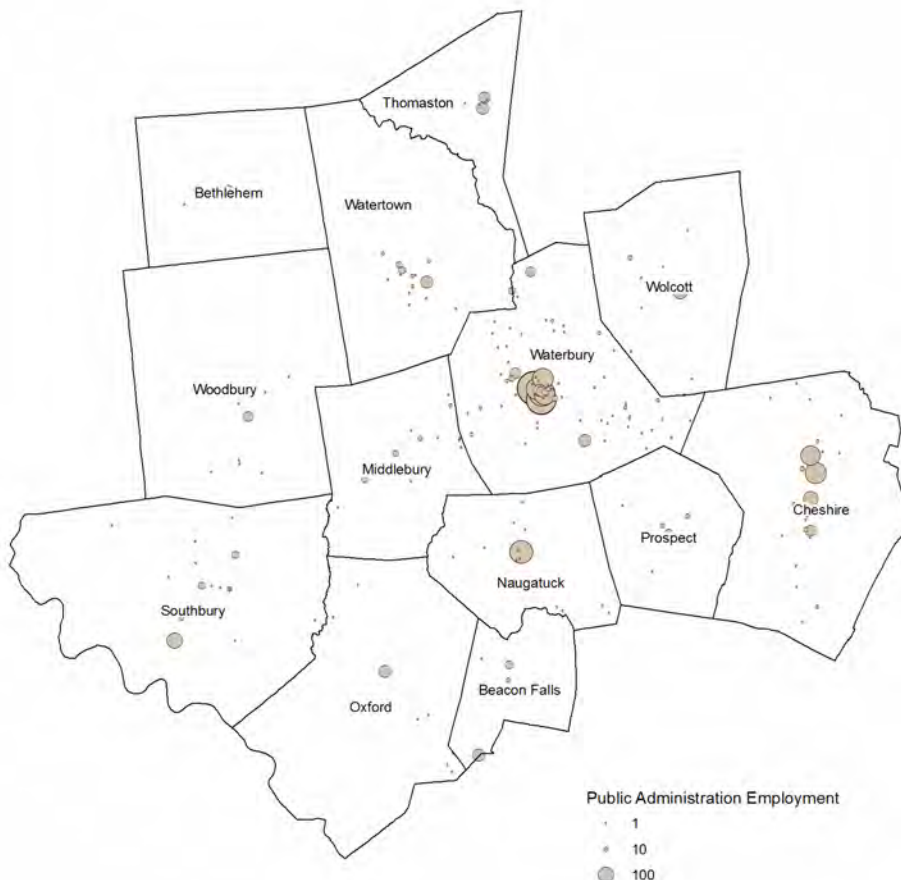 Thomaston
Bethlehem
Watertown
Wolcott
Waterbury
Woodbury
Middlebury
Cheshire
Prospect
Naugatuck
Southbury
Beacon Falls
Oxford
Public Administration Employment
1
10
100